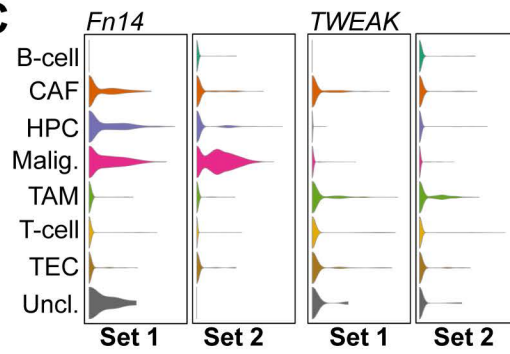 C
Fn14 TWEAK
B-cell
CAF
HPC
Malig.
TAM
T-cell
TEC
Uncl.
Set 1 Set 2 Set 1 Set 2